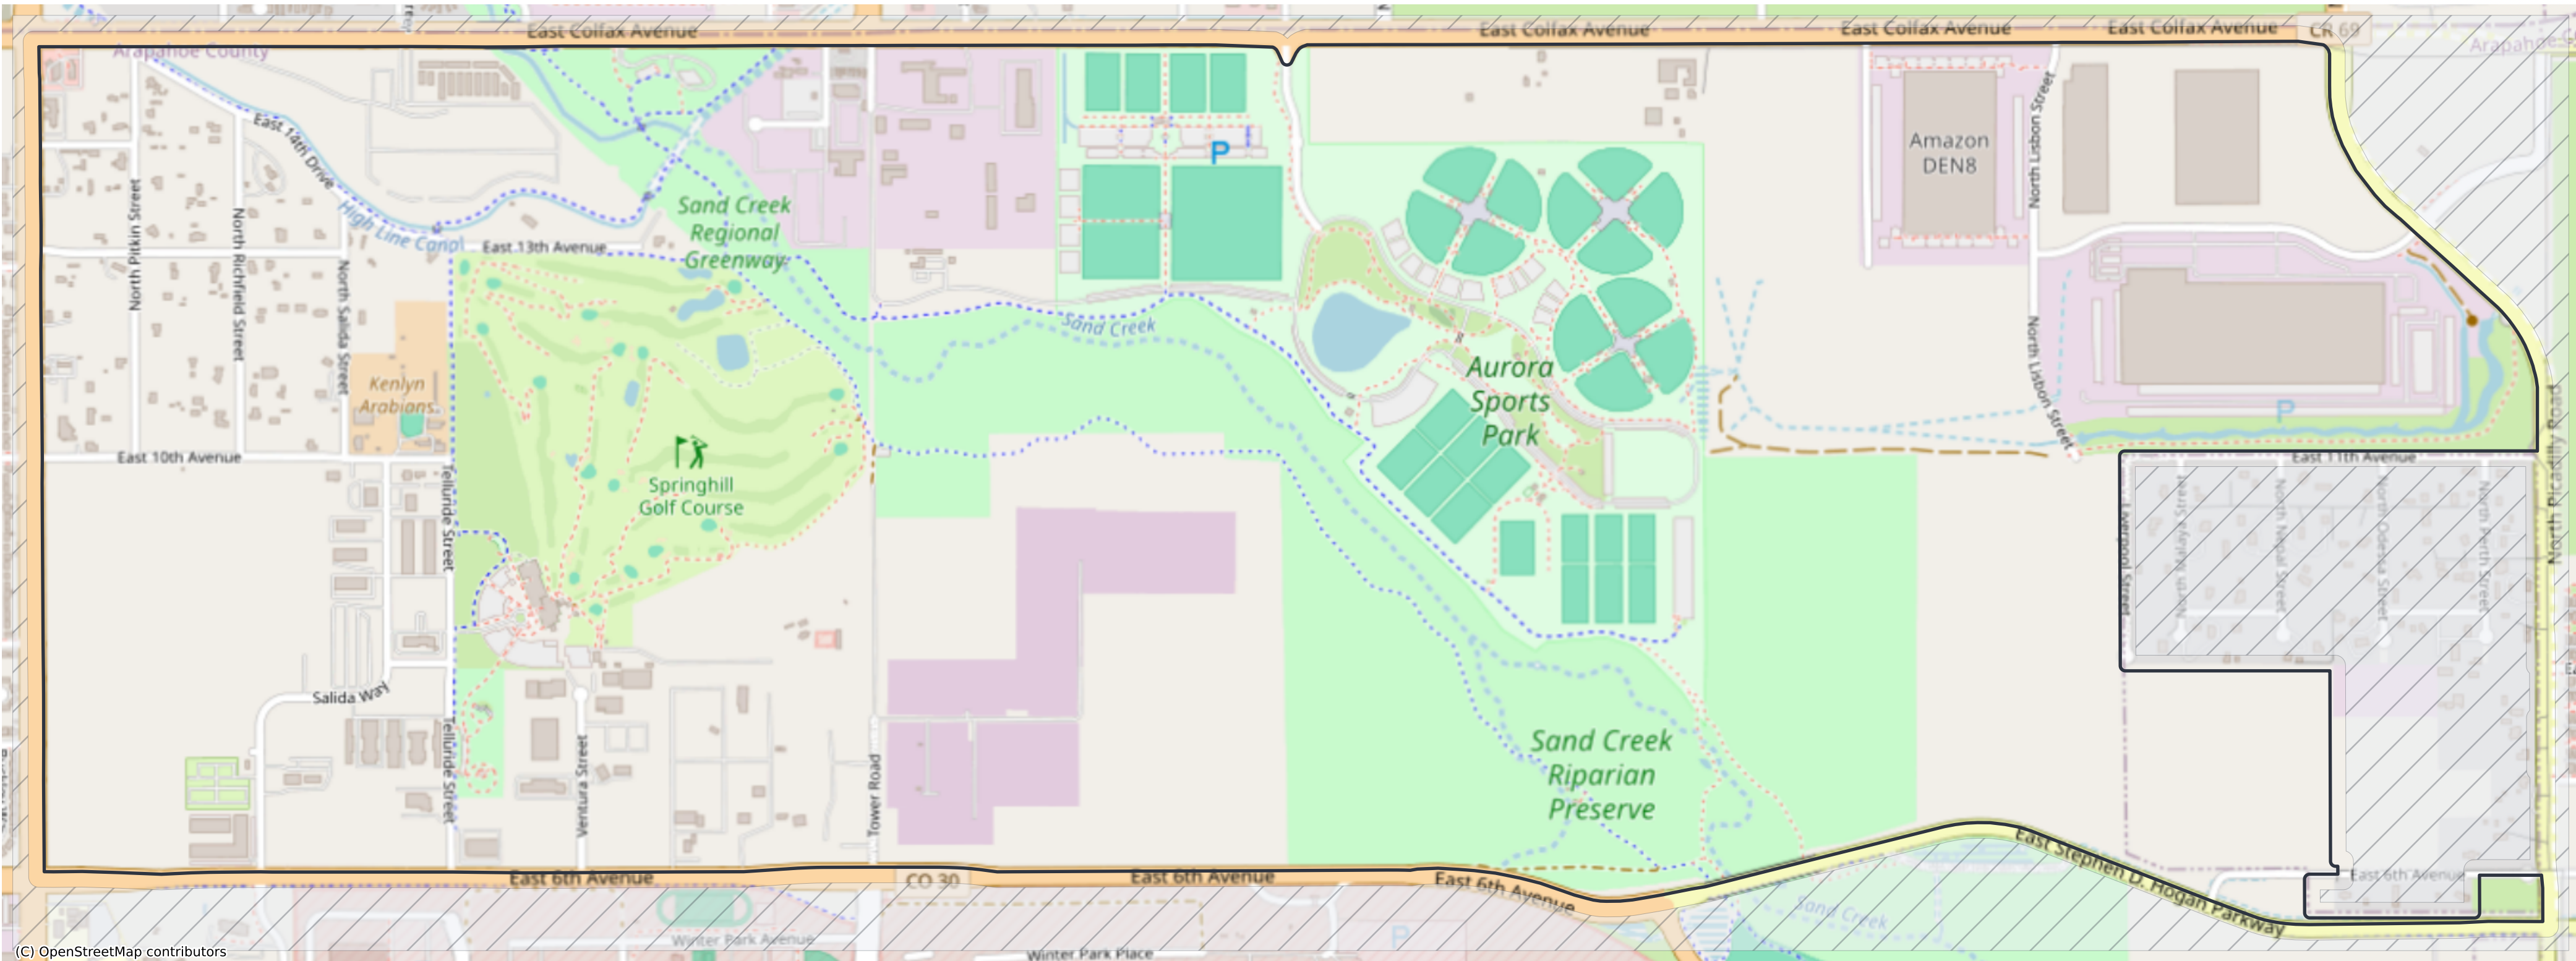 East Colfax Avenue
East Colfax Avenue
East Colfax Avenue
East Colfax Avenue
CR 69
Arapahoe County
East 14th Drive
High Line Canal
East 13th Avenue
North Pitkin Street
North Richfield Street
North Salida Street
Kenlyn
Arabians
East 10th Avenue
Telluride Street
Telluride Street
Salida Way
Ventura Street
Tower Road
Springhill
Golf Course
Sand Creek
Regional
Greenway
Sand Creek
P
Aurora
Sports
Park
Amazon
DEN8
North Lisbon Street
North Lisbon Street
P
East 11th Avenue
Liverpool Street
North Malaya Street
North Nepal Street
North Odessa Street
North Perth Street
North Picadilly Road
Sand Creek
Riparian
Preserve
East 6th Avenue
CO 30
East 6th Avenue
East 6th Avenue
East Stephen D. Hogan Parkway
East 6th Avenue
Sand Creek
Winter Park Avenue
Winter Park Place
P
(C) OpenStreetMap contributors